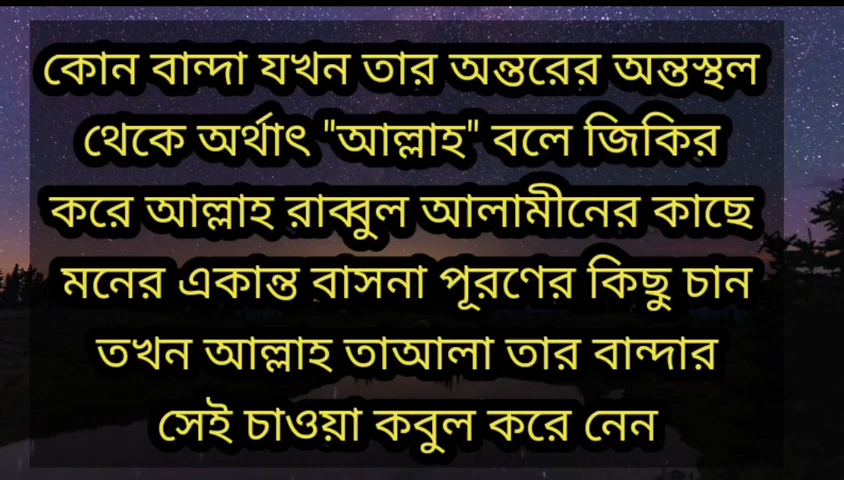 কোন বান্দা যখন তার অন্তরের অন্তস্থল
থেকে অর্থাৎ "আল্লাহ" বলে জিকির
করে আল্লাহ রাব্বুল আলামীনের কাছে
মনের একান্ত বাসনা পূরণের কিছু চান
তখন আল্লাহ তাআলা তার বান্দার
সেই চাওয়া কবুল করে নেন